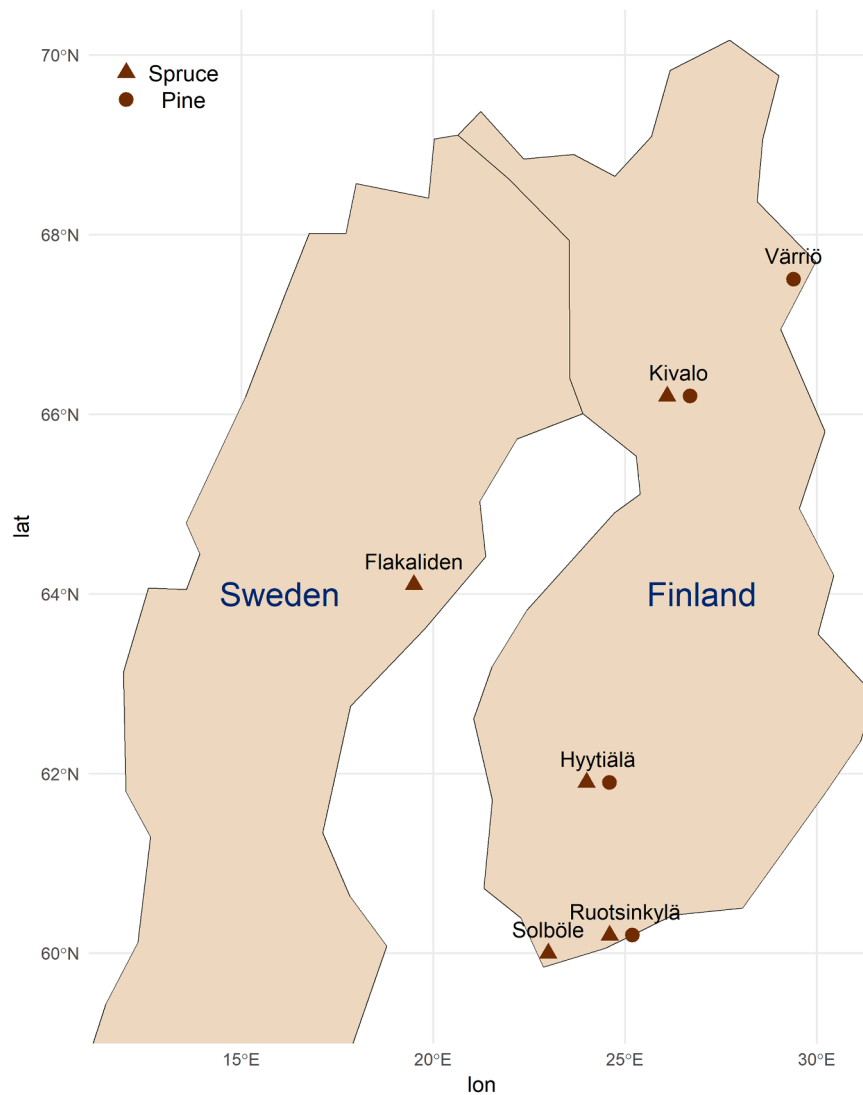 70°N
Spruce
Pine
68°N
Värriö
66°N
Kivalo
lat
Flakaliden
64°N
Sweden
Finland
62°N
Hyytiälä
Ruotsinkylä
Solböle
60°N
15°E
20°E
25°E
30°E
lon